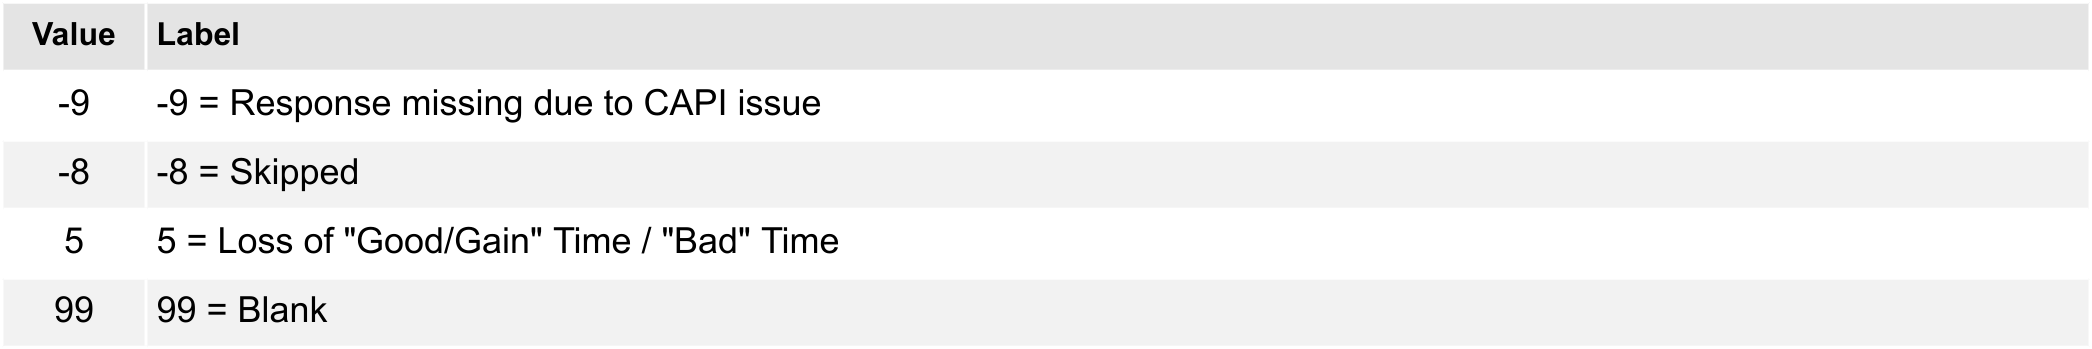 Value Label
-9 -9 = Response missing due to CAPI issue
-8 -8 = Skipped
5 5 = Loss of "Good/Gain" Time / "Bad" Time
99 99 = Blank